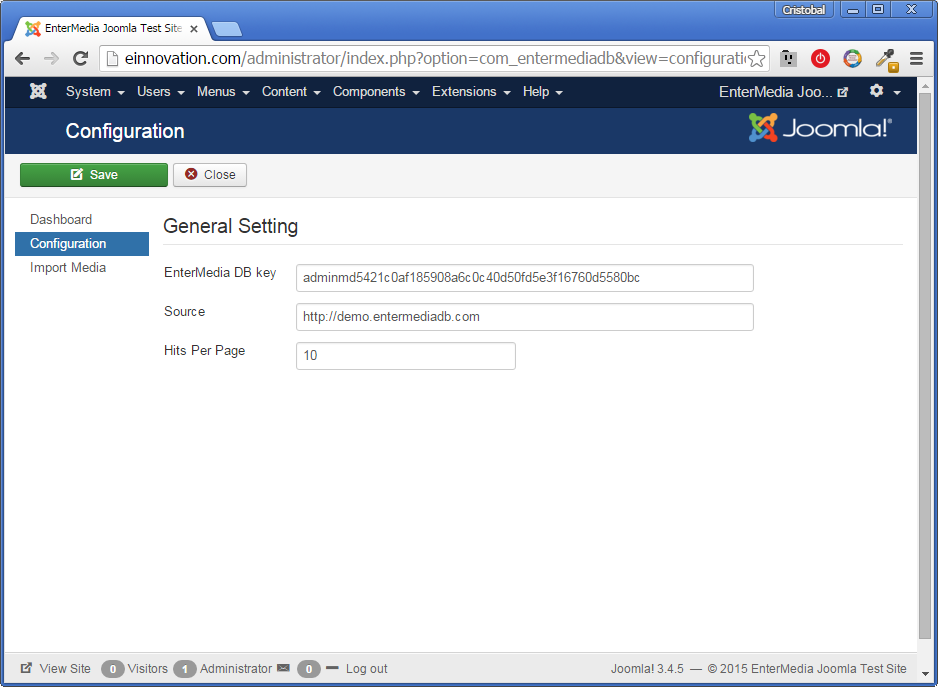 Cristobal
EnterMedia Joomla Test Site
einnovation.com/administrator/index.php?option=com_entermediadb&view=configurati
System Users Menus Content Components Extensions Help EnterMedia Joo...
Configuration Joomla!®
Save Close
Dashboard
Configuration
Import Media
General Setting
EnterMedia DB key adminmd5421c0af185908a6c0c40d50fd5e3f16760d5580bc
Source http://demo.entermediadb.com
Hits Per Page 10
View Site 0 Visitors 1 Administrator 0 Log out Joomla! 3.4.5 — © 2015 EnterMedia Joomla Test Site